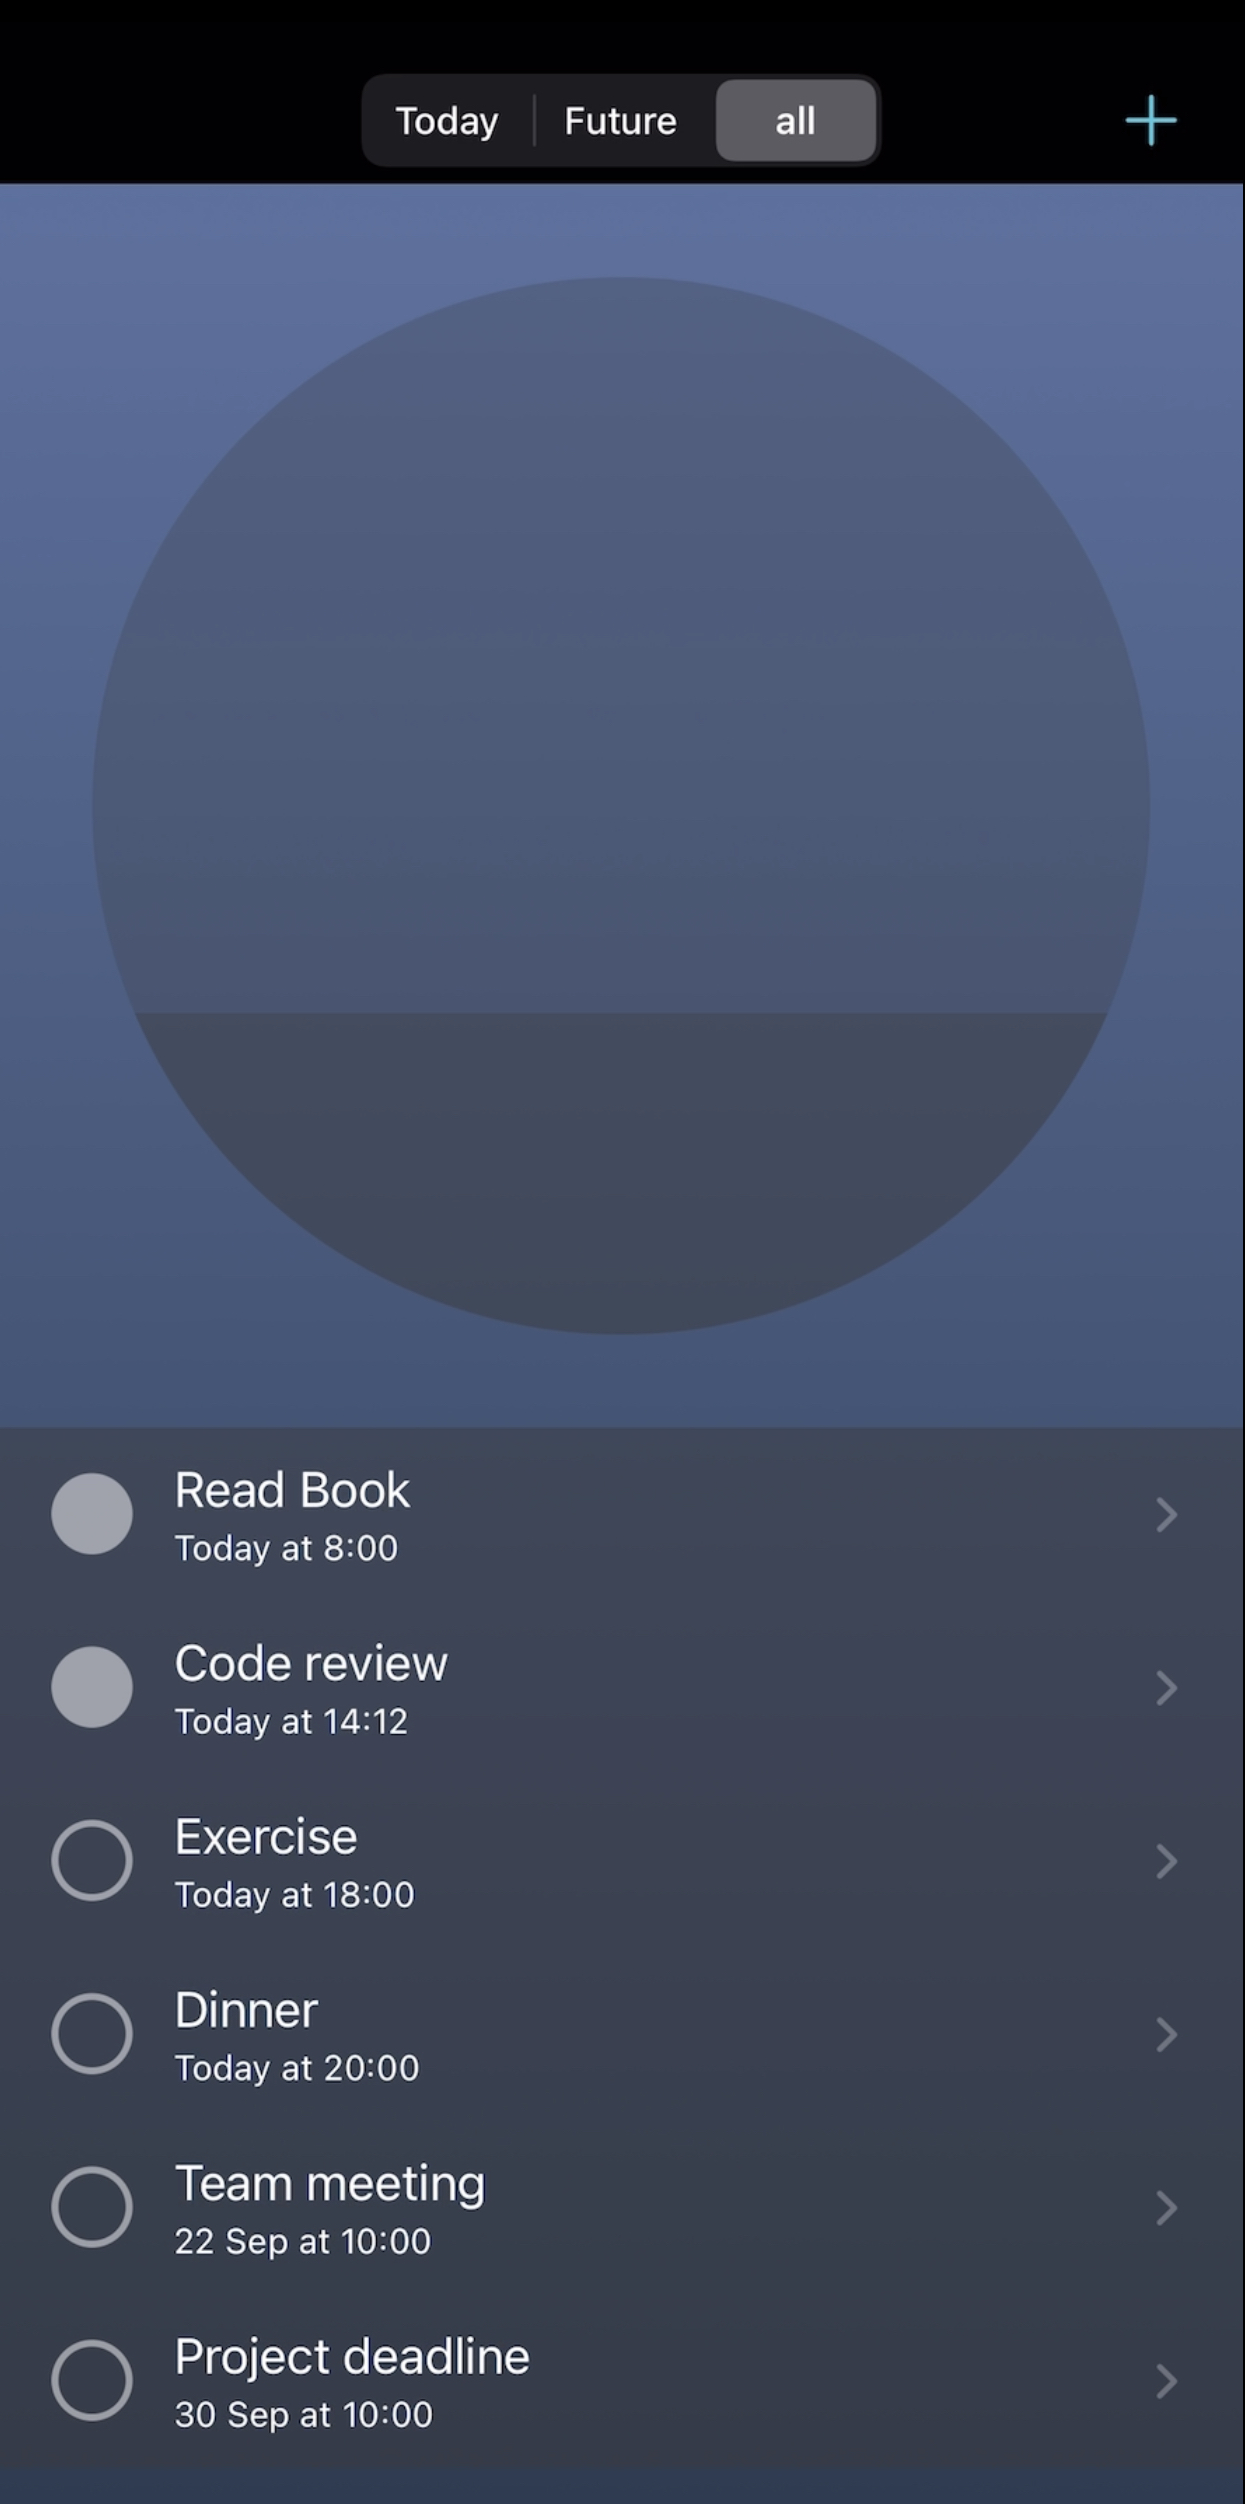 Today Future all
Read Book
Today at 8:00
Code review
Today at 14:12
Exercise
Today at 18:00
Dinner
Today at 20:00
Team meeting
22 Sep at 10:00
Project deadline
30 Sep at 10:00